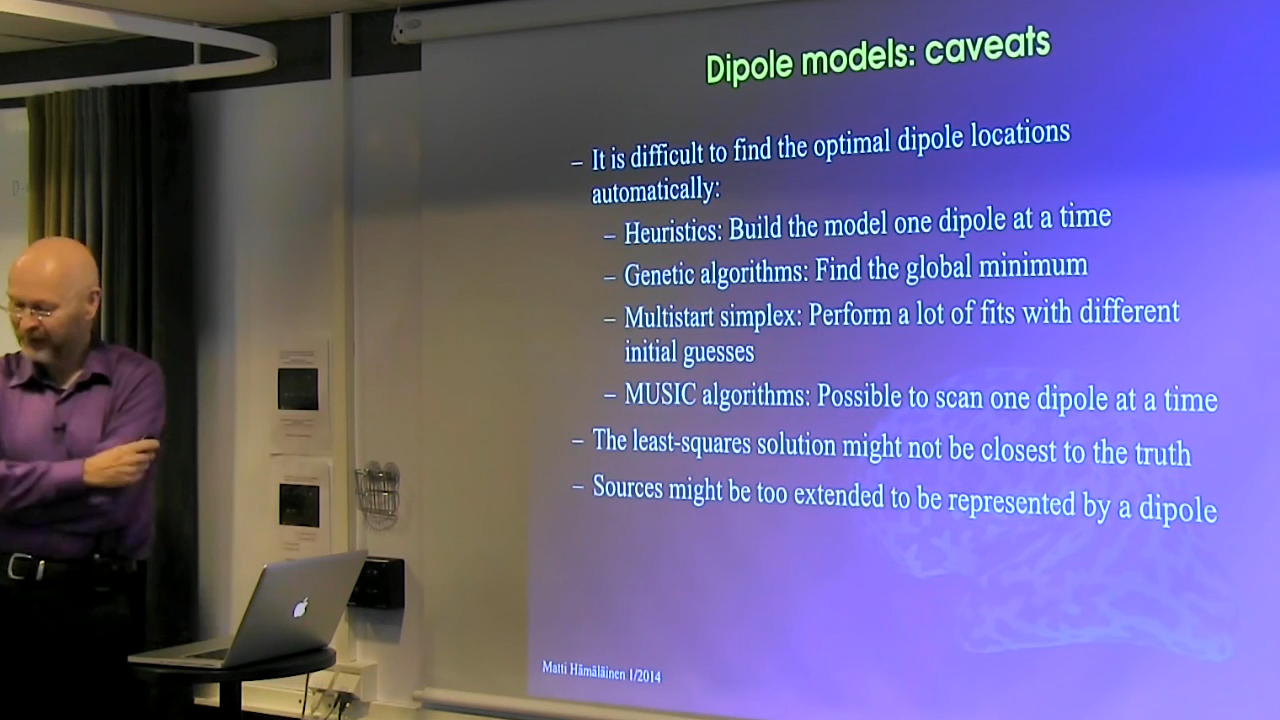 Dipole models: caveats
– It is difficult to find the optimal dipole locations
automatically:
– Heuristics: Build the model one dipole at a time
– Genetic algorithms: Find the global minimum
– Multistart simplex: Perform a lot of fits with different
initial guesses
– MUSIC algorithms: Possible to scan one dipole at a time
– The least-squares solution might not be closest to the truth
– Sources might be too extended to be represented by a dipole
Matti Hämäläinen 1/2014